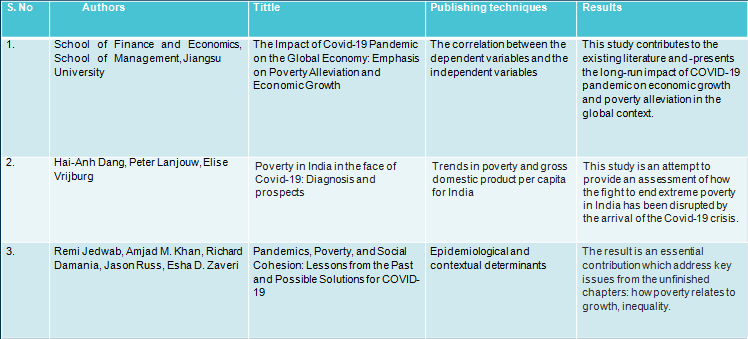 S. No Authors Tittle Publishing techniques Results
1.
School of Finance and Economics,
School of Management, Jiangsu
University
The Impact of Covid-19 Pandemic
on the Global Economy: Emphasis
on Poverty Alleviation and
Economic Growth
The correlation between the
dependent variables and the
independent variables
This study contributes to the
existing literature and -presents
the long-run impact of COVID-19
pandemic on economic growth
and poverty alleviation in the
global context.
2.
Hai-Anh Dang, Peter Lanjouw, Elise
Vrijburg
Poverty in India in the face of
Covid-19: Diagnosis and
prospects
Trends in poverty and gross
domestic product per capita
for India
This study is an attempt to
provide an assessment of how
the fight to end extreme poverty
in India has been disrupted by
the arrival of the Covid-19 crisis.
3.
Remi Jedwab, Amjad M. Khan, Richard
Damania, Jason Russ, Esha D. Zaveri
Pandemics, Poverty, and Social
Cohesion: Lessons from the Past
and Possible Solutions for COVID-
19
Epidemiological and
contextual determinants
The result is an essential
contribution which address key
issues from the unfinished
chapters: how poverty relates to
growth, inequality.